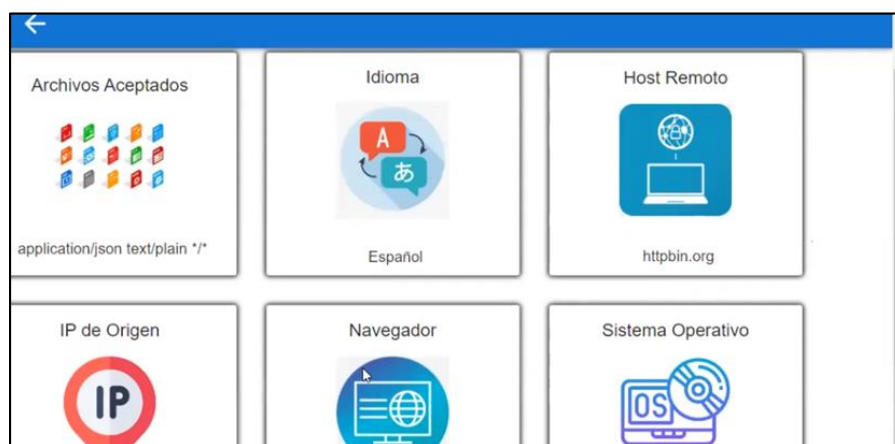 Archivos Aceptados
Idioma
Host Remoto
A
あ
application/json text/plain */*
Español
httpbin.org
IP de Origen
Navegador
Sistema Operativo
IP
OS